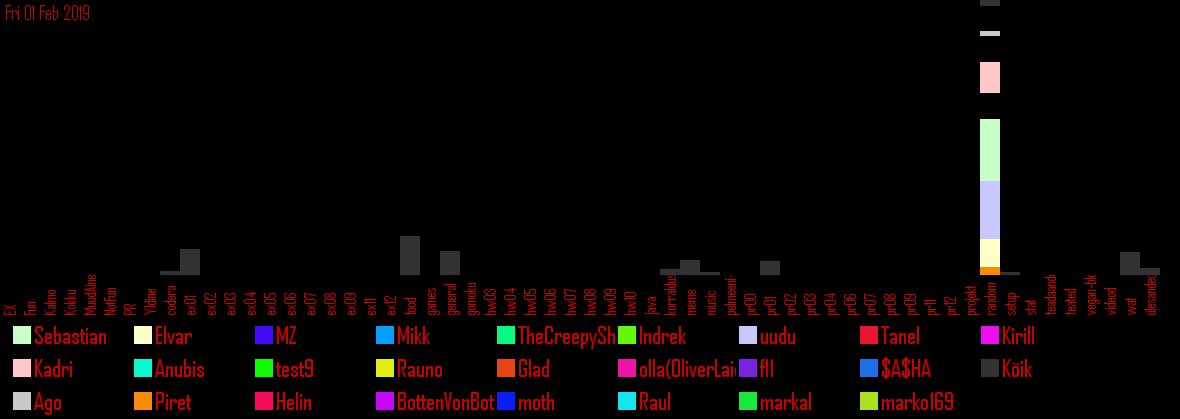 Fri 01 Feb 2019
EX
Fun
Kalmo
Kokku
MuudAine
NotFun
PR
Yldine
codera
ex01
ex02
ex03
ex04
ex05
ex06
ex07
ex08
ex09
ex11
ex12
food
games
general
gomoku
hw03
hw04
hw05
hw06
hw07
hw08
hw09
hw10
java
korraldus
meme
music
pelmeeni-
pr00
pr01
pr02
pr03
pr04
pr06
pr07
pr08
pr09
pr11
pr12
projekt
random
setup
stat
teadaandi
teated
vegan-bk
videod
wat
ülesanded
Sebastian Elvar MZ Mikk TheCreepySh Indrek uudu Tanel Kirill
Kadri Anubis test9 Rauno Glad olla(OliverLai fl1 $A$HA Kõik
Ago Piret Helin BottenVonBot moth Raul markal marko169